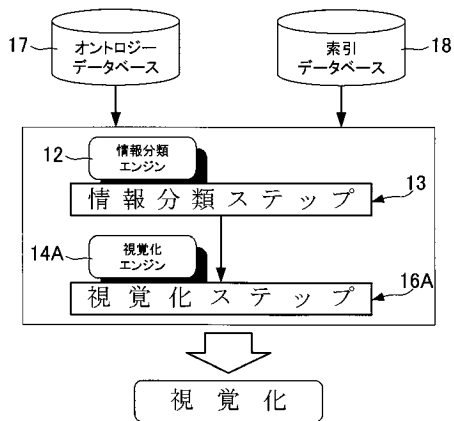 17
オントロジー
データベース
索引
データベース
18
12
情報分類
エンジン
情報分類ステップ
13
14A
視覚化
エンジン
視覚化ステップ
16A
視覚化